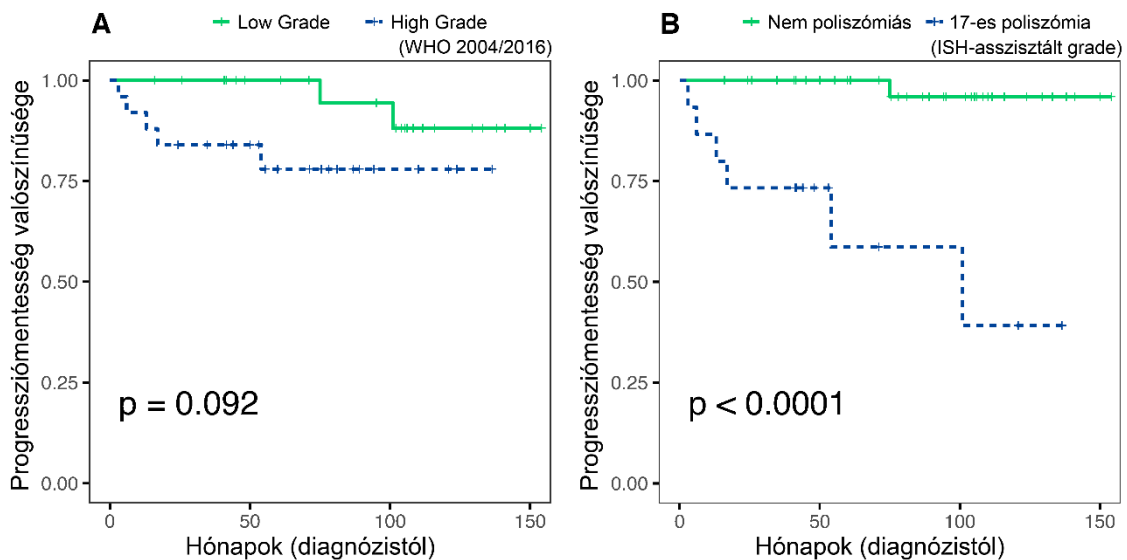 A
Low Grade
High Grade
(WHO 2004/2016)
Progressziómentesség valószínűsége
1.00
0.75
0.50
0.25
0.00
p = 0.092
0
50
100
150
Hónapok (diagnózistól)
B
Nem poliszómiás
17-es poliszómia
(ISH-asszisztált grade)
Progressziómentesség valószínűsége
1.00
0.75
0.50
0.25
0.00
p < 0.0001
0
50
100
150
Hónapok (diagnózistól)